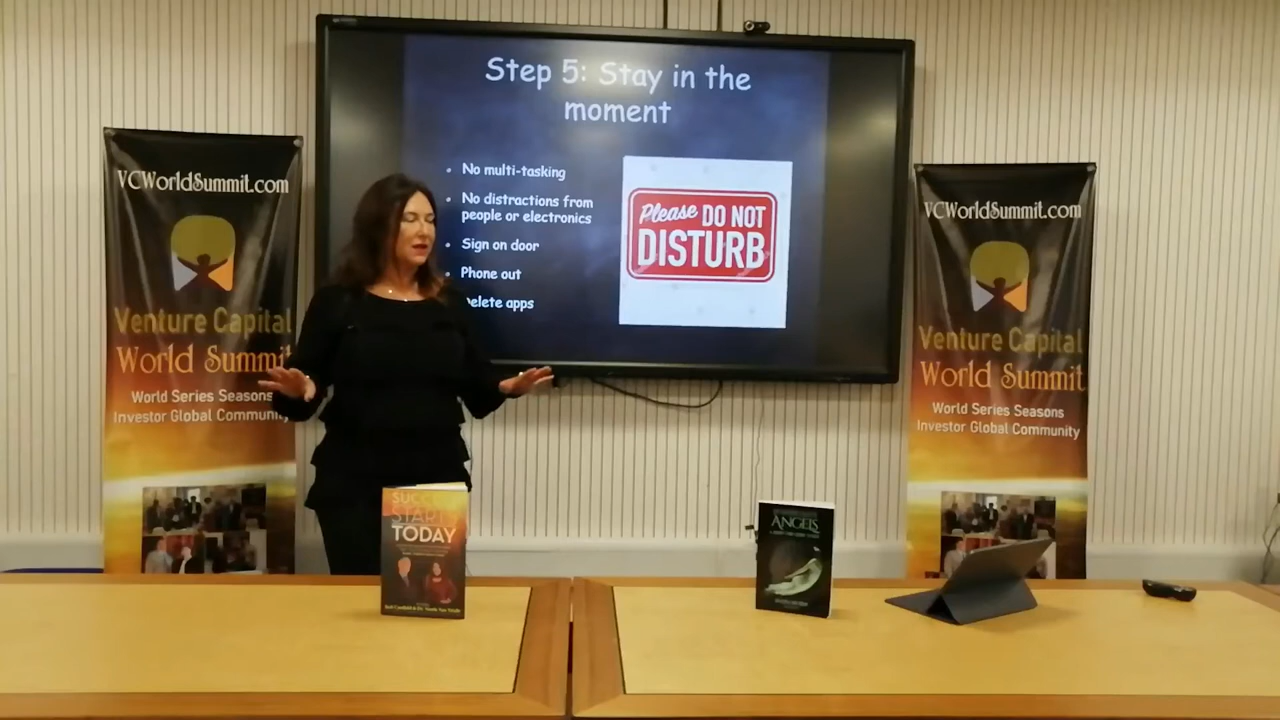 Step 5: Stay in the
moment
• No multi-tasking
• No distractions from
people or electronics
• Sign on door
• Phone out
elete apps
Please DO NOT
DISTURB
VCWorldSummit.com
Venture Capital
World Summit
World Series Seasons
Investor Global Community
VCWorldSummit.com
Venture Capital
World Summit
World Series Seasons
Investor Global Community
SUCC
START
TODAY
ANGELS